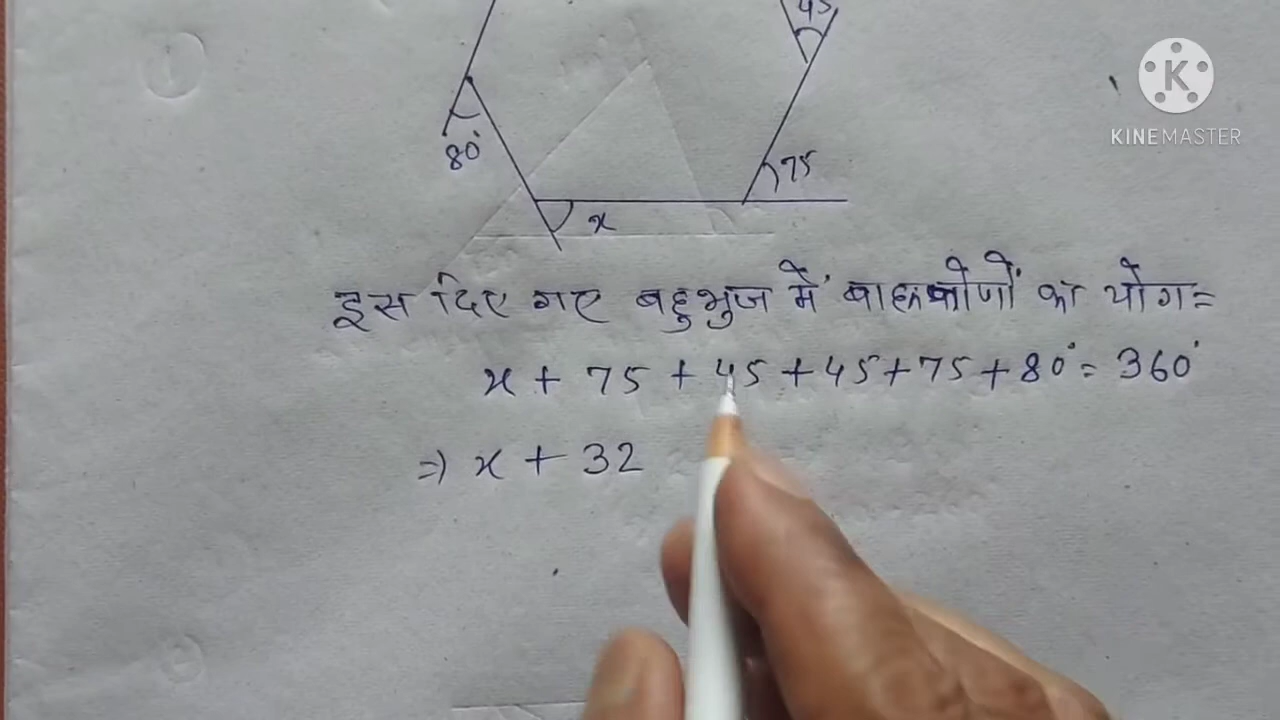 45
80°
75
x
KINEMASTER
इस दिए गए बहुभुज में बाह्यकोणों का योग =
x + 75 + 45 + 45 + 75 + 80° = 360°
⇒ x + 32